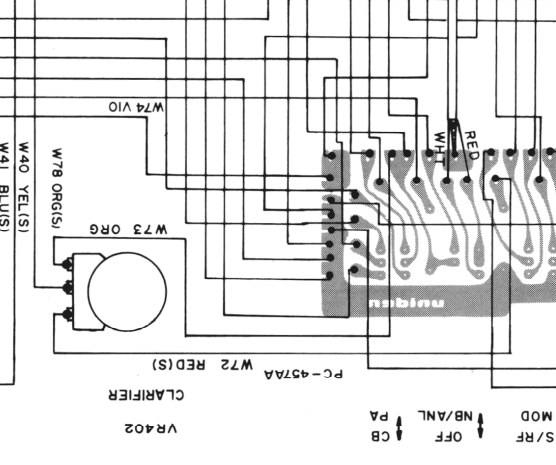 W74 VIO
WHT
RED
W41 BLU(S)
W40 YEL(S)
W78 ORG(S)
W73 ORG
uniden
W72 RED(S)
PC-457AA
CLARIFIER
VR402
PA
CB
NB/ANL
OFF
MOD
S/RF